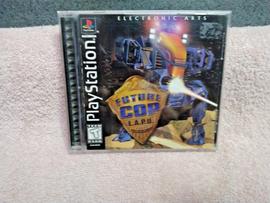 ELECTRONIC ARTS
PlayStation
FUTURE
COP
L.A.P.D.